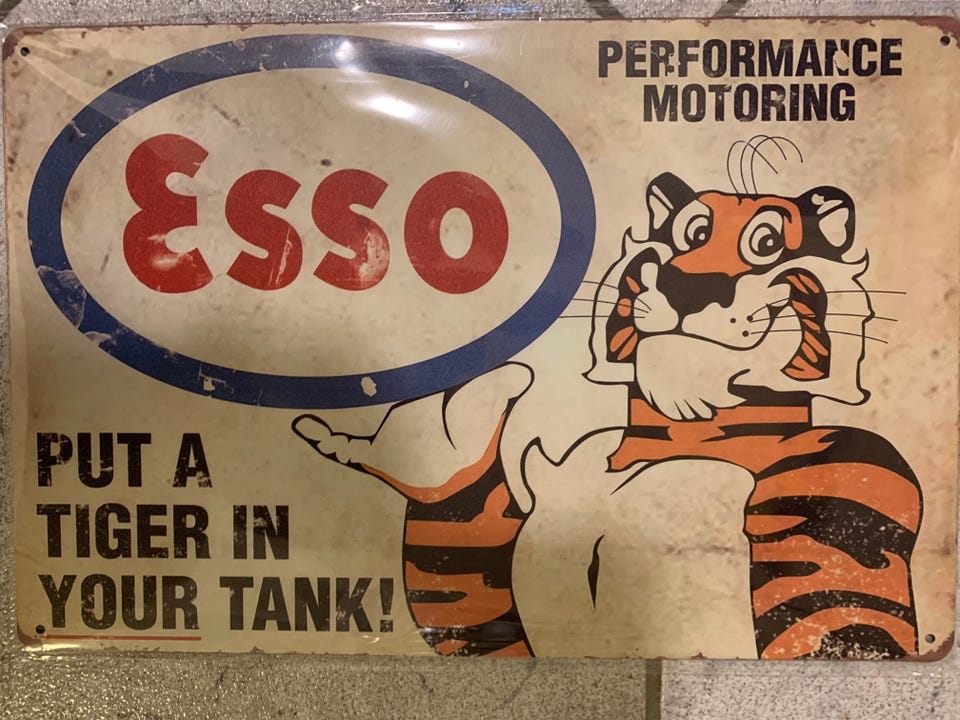 Esso
PERFORMANCE
MOTORING
PUT A
TIGER IN
YOUR TANK!